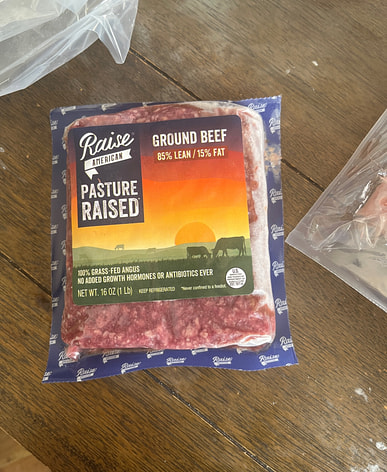 Raise
AMERICAN
GROUND BEEF
85% LEAN / 15% FAT
PASTURE
RAISED
100% GRASS-FED ANGUS
NO ADDED GROWTH HORMONES OR ANTIBIOTICS EVER
NET WT. 16 OZ (1 Lb)
KEEP REFRIGERATED
*Never confined to a feedlot.
U.S.